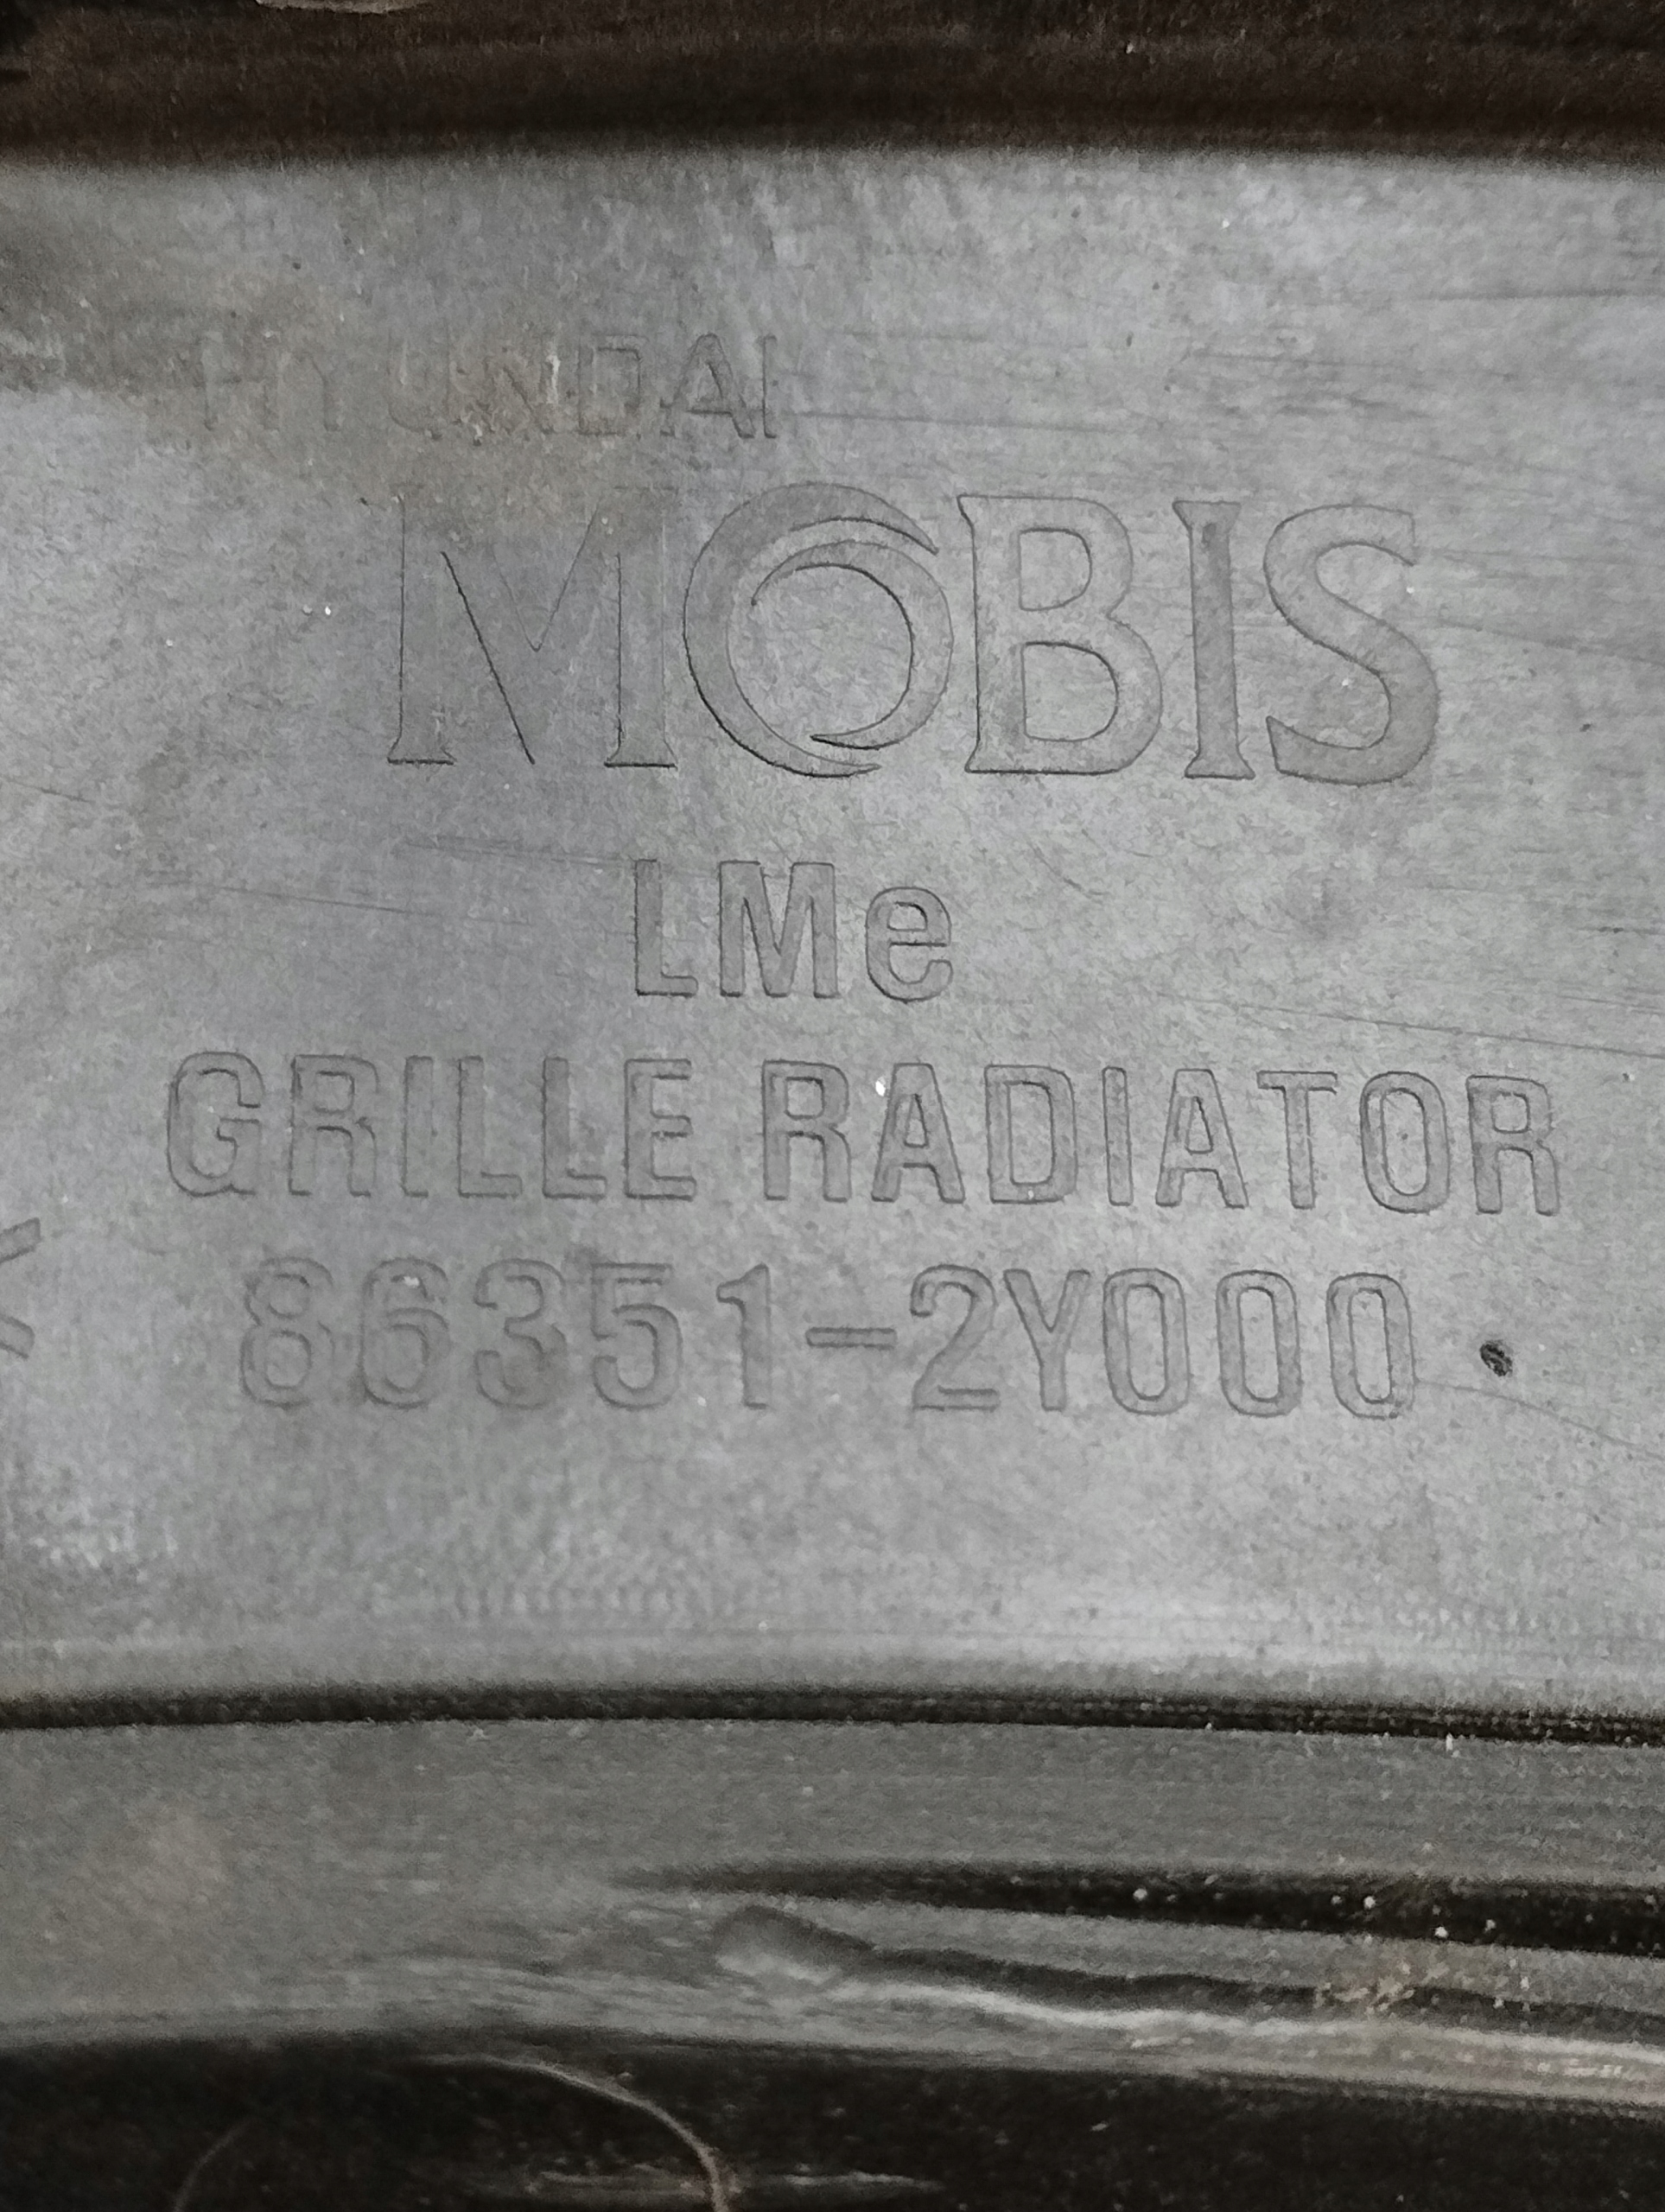 HYUNDAI
MOBIS
LMe
GRILLE RADIATOR
86351-2Y000